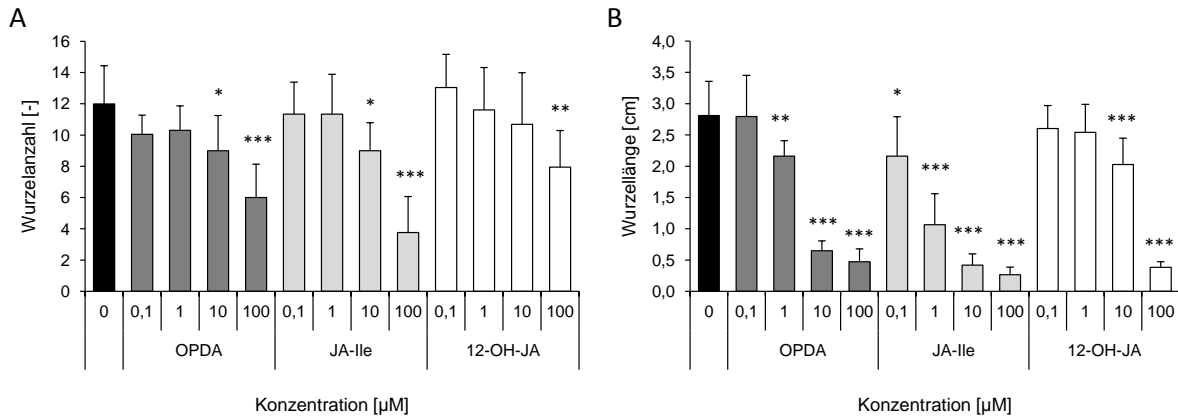 A
Wurzelanzahl [-]
16
14
12
10
8
6
4
2
0
* *** * *** **
0 0,1 1 10 100 0,1 1 10 100 0,1 1 10 100
OPDA JA-Ile 12-OH-JA
Konzentration [µM]
B
Wurzellänge [cm]
4,0
3,5
3,0
2,5
2,0
1,5
1,0
0,5
0,0
** *** *** * *** *** *** *** ***
0 0,1 1 10 100 0,1 1 10 100 0,1 1 10 100
OPDA JA-Ile 12-OH-JA
Konzentration [µM]